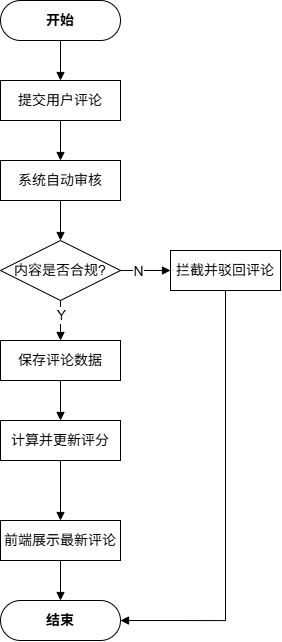 开始
提交用户评论
系统自动审核
内容是否合规?
N
拦截并驳回评论
Y
保存评论数据
计算并更新评分
前端展示最新评论
结束